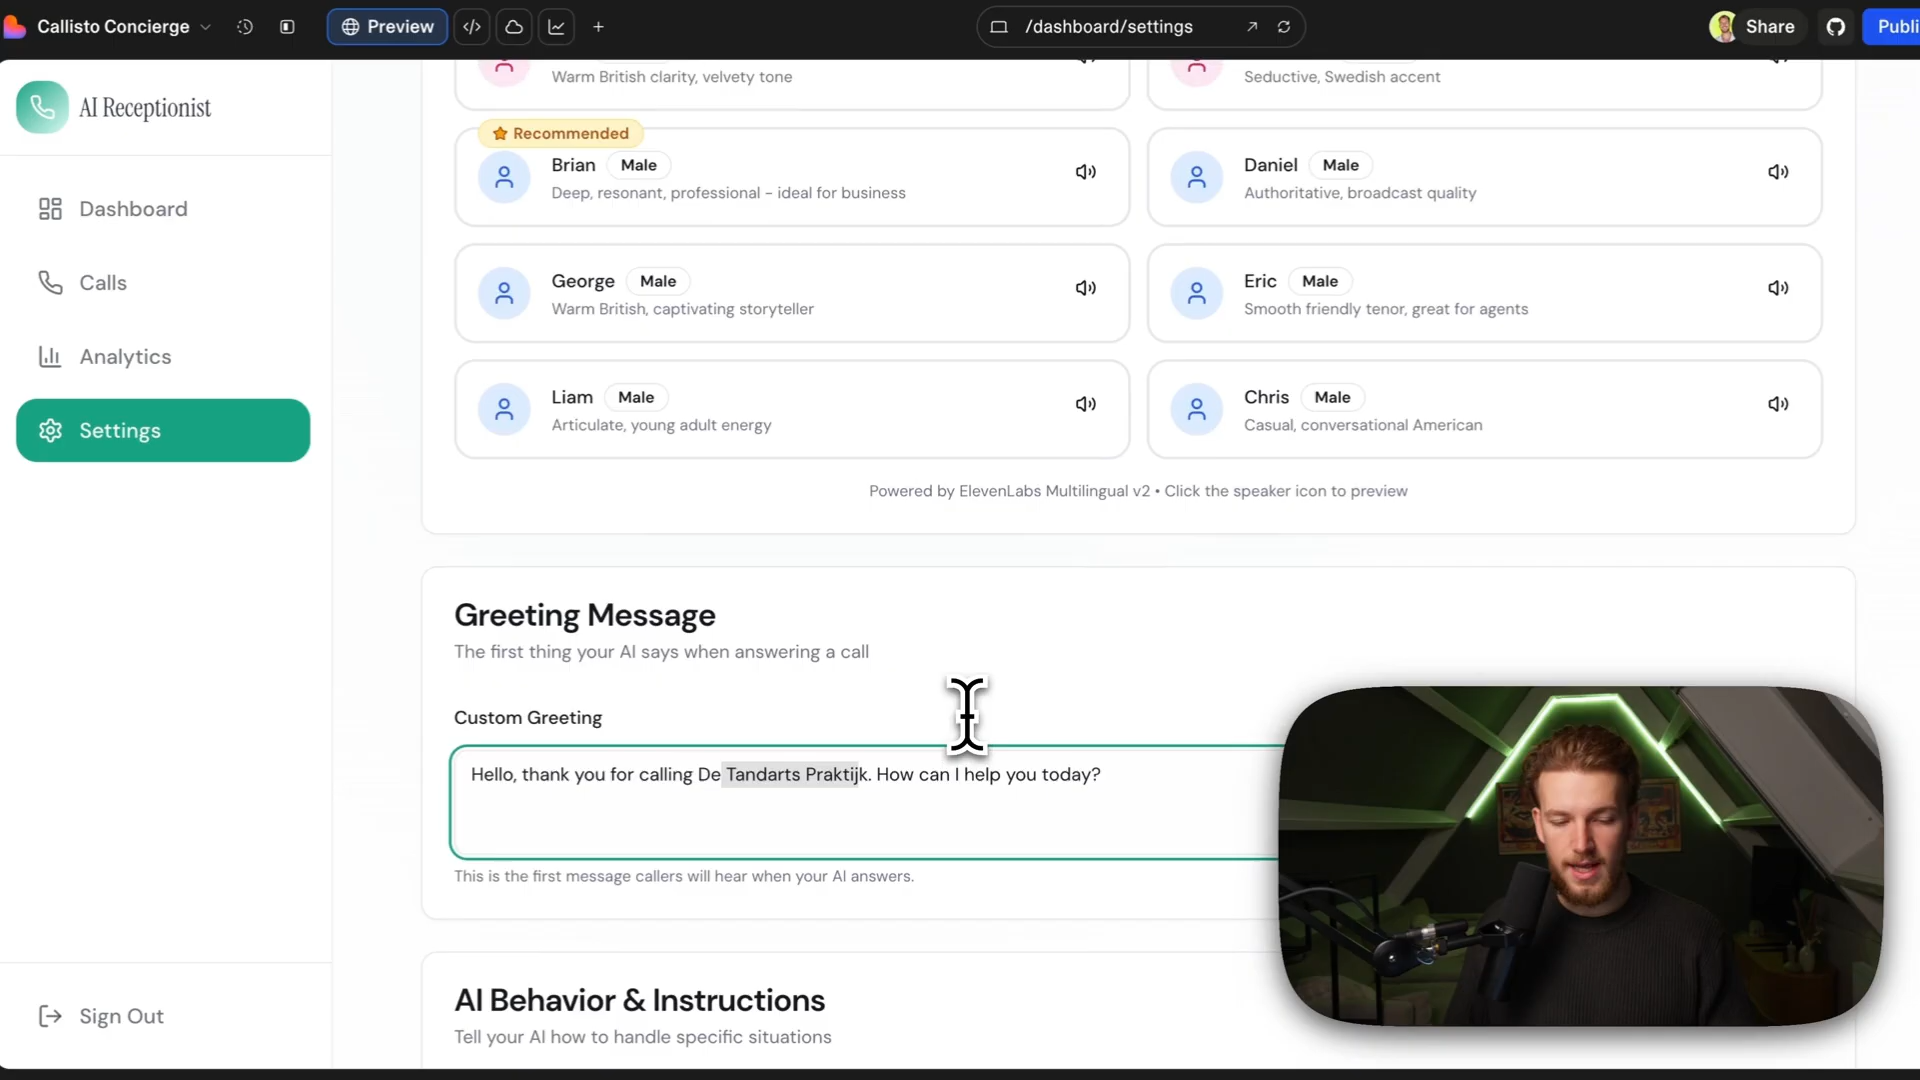 Callisto Concierge
Preview
/dashboard/settings
Share
Publi
AI Receptionist
Dashboard
Calls
Analytics
Settings
Sign Out
Warm British clarity, velvety tone
Seductive, Swedish accent
Recommended
Brian Male
Deep, resonant, professional - ideal for business
Daniel Male
Authoritative, broadcast quality
George Male
Warm British, captivating storyteller
Eric Male
Smooth friendly tenor, great for agents
Liam Male
Articulate, young adult energy
Chris Male
Casual, conversational American
Powered by ElevenLabs Multilingual v2 • Click the speaker icon to preview
Greeting Message
The first thing your AI says when answering a call
Custom Greeting
Hello, thank you for calling De Tandarts Praktijk. How can I help you today?
This is the first message callers will hear when your AI answers.
AI Behavior & Instructions
Tell your AI how to handle specific situations